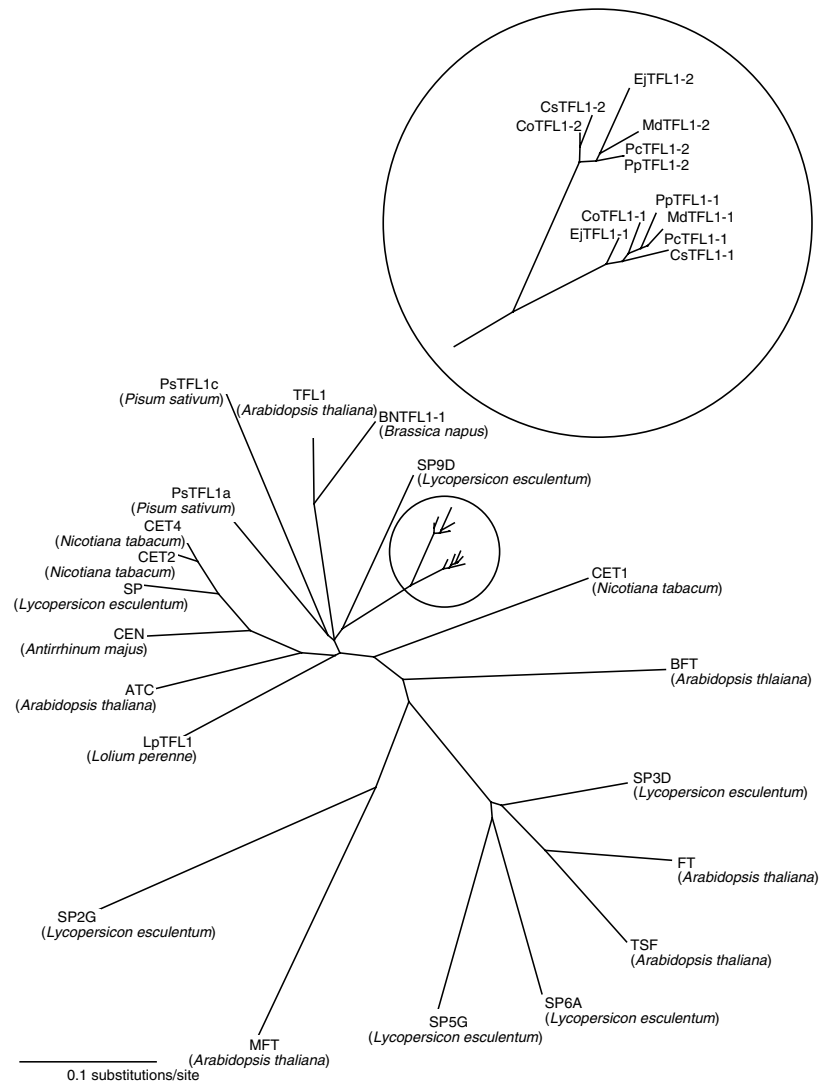 EjTFL1-2
CsTFL1-2
CoTFL1-2
MdTFL1-2
PcTFL1-2
PpTFL1-2
PpTFL1-1
CoTFL1-1
MdTFL1-1
EjTFL1-1
PcTFL1-1
CsTFL1-1
PsTFL1c
(Pisum sativum)
TFL1
(Arabidopsis thaliana)
BNTFL1-1
(Brassica napus)
SP9D
(Lycopersicon esculentum)
PsTFL1a
(Pisum sativum)
CET4
(Nicotiana tabacum)
CET2
(Nicotiana tabacum)
SP
(Lycopersicon esculentum)
CET1
(Nicotiana tabacum)
CEN
(Antirrhinum majus)
BFT
(Arabidopsis thlaiana)
ATC
(Arabidopsis thaliana)
LpTFL1
(Lolium perenne)
SP3D
(Lycopersicon esculentum)
FT
(Arabidopsis thaliana)
SP2G
(Lycopersicon esculentum)
TSF
(Arabidopsis thaliana)
SP6A
(Lycopersicon esculentum)
SP5G
(Lycopersicon esculentum)
MFT
(Arabidopsis thaliana)
0.1 substitutions/site